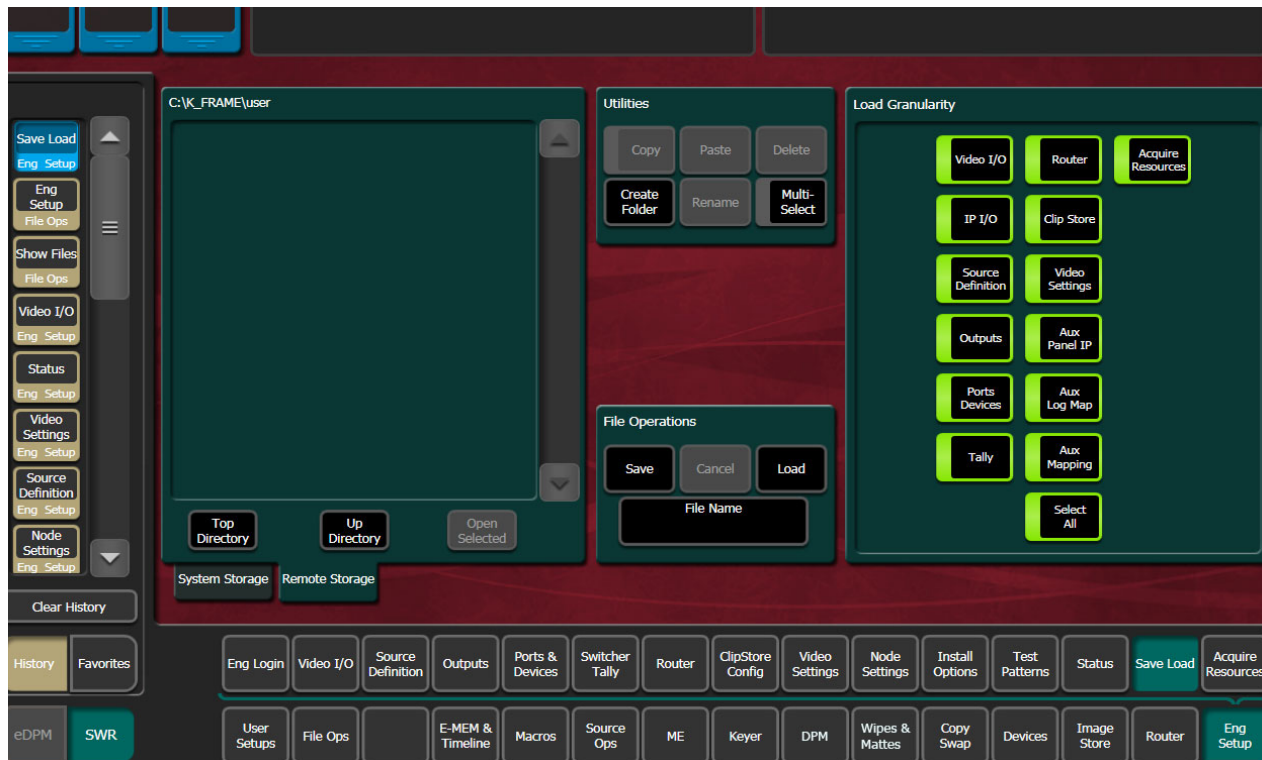 C:\K_FRAME\user
Utilities
Load Granularity
Save Load
Eng Setup
Eng
Setup
File Ops
Show Files
File Ops
Video I/O
Eng Setup
Status
Eng Setup
Video
Settings
Eng Setup
Source
Definition
Eng Setup
Node
Settings
Eng Setup
Clear History
History
Favorites
eDPM
SWR
Top
Directory
Up
Directory
Open
Selected
System Storage
Remote Storage
Copy
Paste
Delete
Create
Folder
Rename
Multi-
Select
File Operations
Save
Cancel
Load
File Name
Video I/O
Router
Acquire
Resources
IP I/O
Clip Store
Source
Definition
Video
Settings
Outputs
Aux
Panel IP
Ports
Devices
Aux
Log Map
Tally
Aux
Mapping
Select
All
Eng Login
Video I/O
Source
Definition
Outputs
Ports &
Devices
Switcher
Tally
Router
ClipStore
Config
Video
Settings
Node
Settings
Install
Options
Test
Patterns
Status
Save Load
Acquire
Resources
User
Setups
File Ops
E-MEM &
Timeline
Macros
Source
Ops
ME
Keyer
DPM
Wipes &
Mattes
Copy
Swap
Devices
Image
Store
Router
Eng
Setup